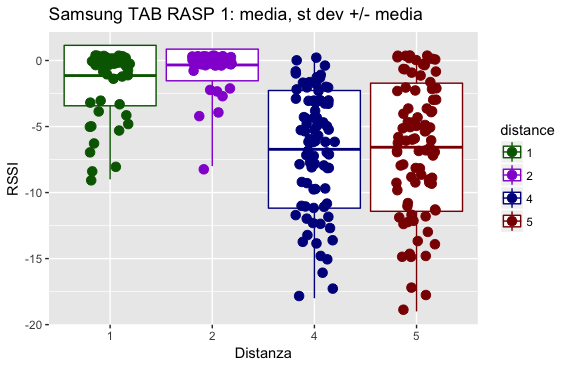 Samsung TAB RASP 1: media, st dev +/- media
0
-5
-10
-15
-20
RSSI
1 2 4 5
Distanza
distance
1
2
4
5